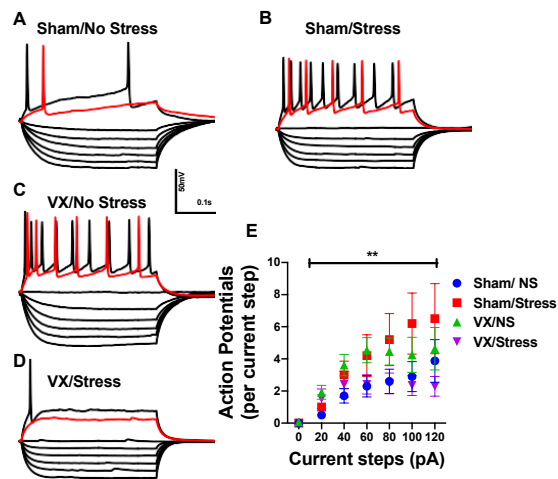 A
Sham/No Stress
B
Sham/Stress
C
VX/No Stress
50mV
0.1s
D
VX/Stress
E
**
Action Potentials
(per current step)
10
8
6
4
2
0
0 20 40 60 80 100 120
Current steps (pA)
Sham/ NS
Sham/Stress
VX/NS
VX/Stress